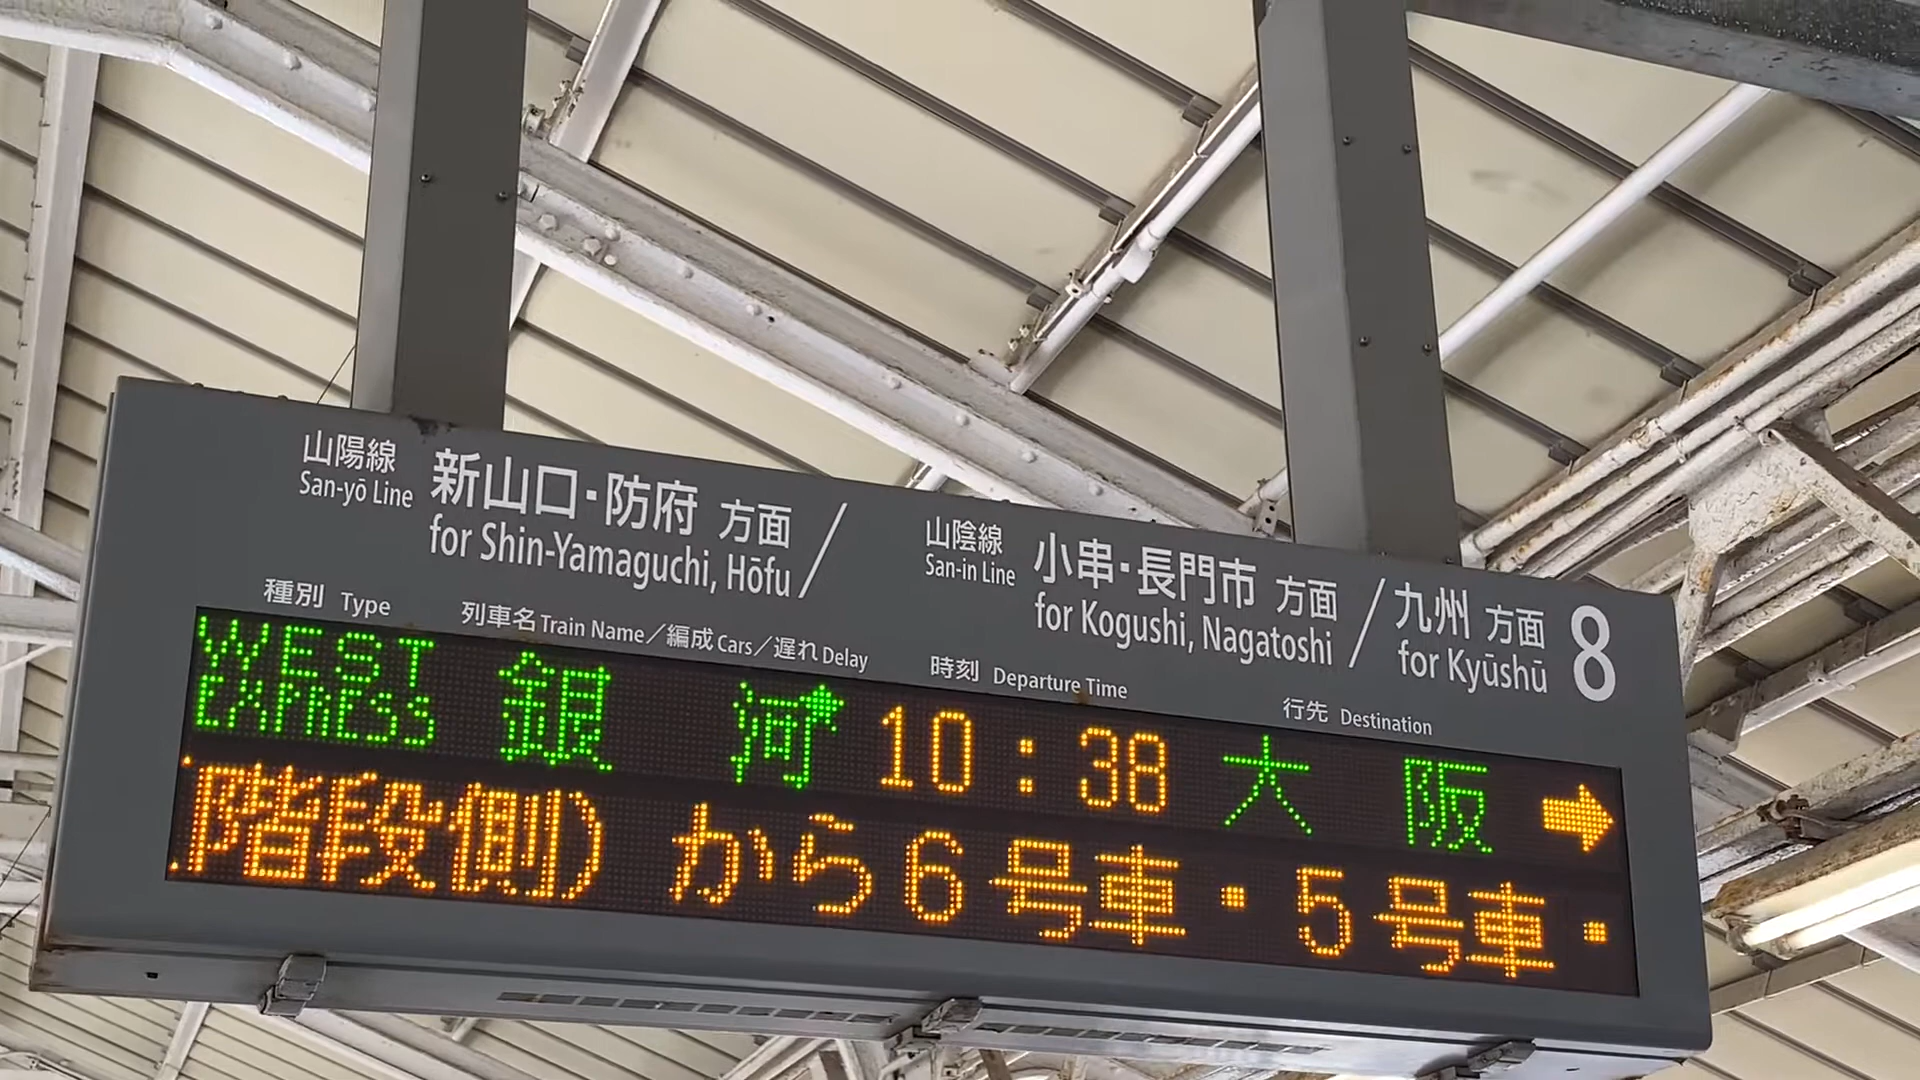 山陽線 新山口・防府 方面／ 山陰線 小串・長門市 方面／九州 方面 8
San-yō Line for Shin-Yamaguchi, Hōfu San-in Line for Kogushi, Nagatoshi for Kyūshū
種別 Type 列車名 Train Name／編成 Cars／遅れ Delay 時刻 Departure Time 行先 Destination
WEST EXPRESS 銀河 10:38 大阪 ➡
階段側）から6号車・5号車・